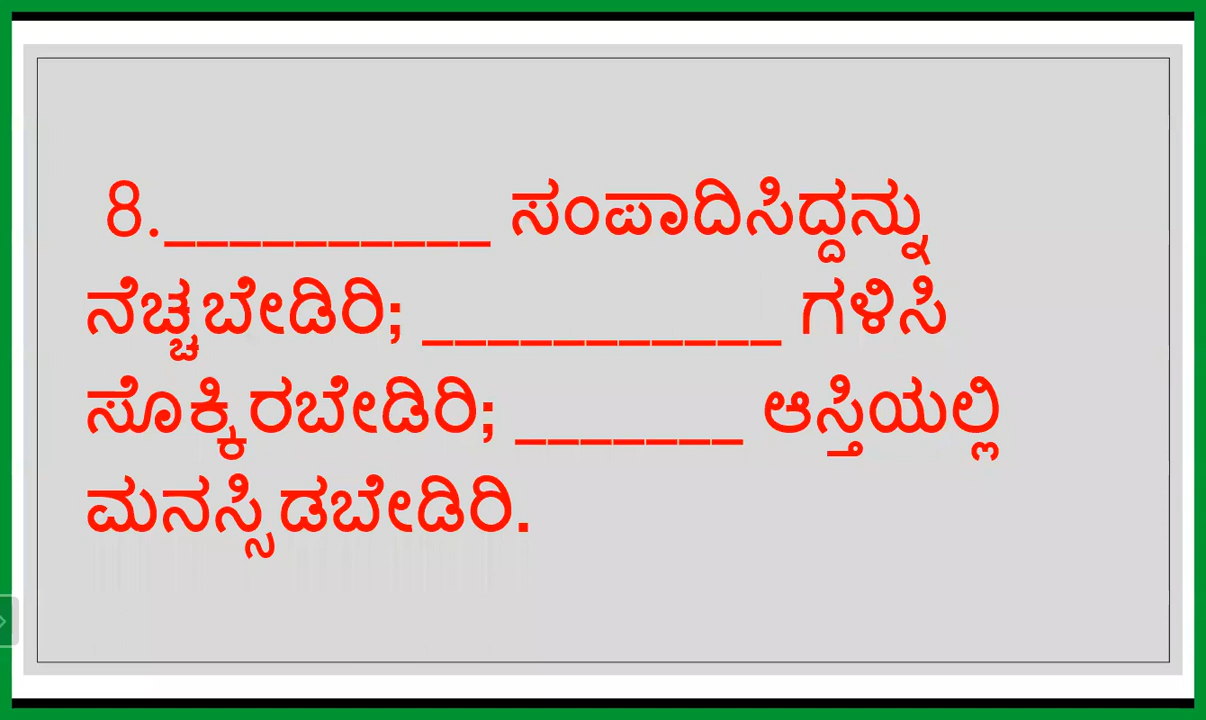 8.__________ ಸಂಪಾದಿಸಿದ್ದನ್ನು
ನೆಚ್ಚಬೇಡಿರಿ; ___________ ಗಳಿಸಿ
ಸೊಕ್ಕಿರಬೇಡಿರಿ; _______ ಆಸ್ತಿಯಲ್ಲಿ
ಮನಸ್ಸಿಡಬೇಡಿರಿ.